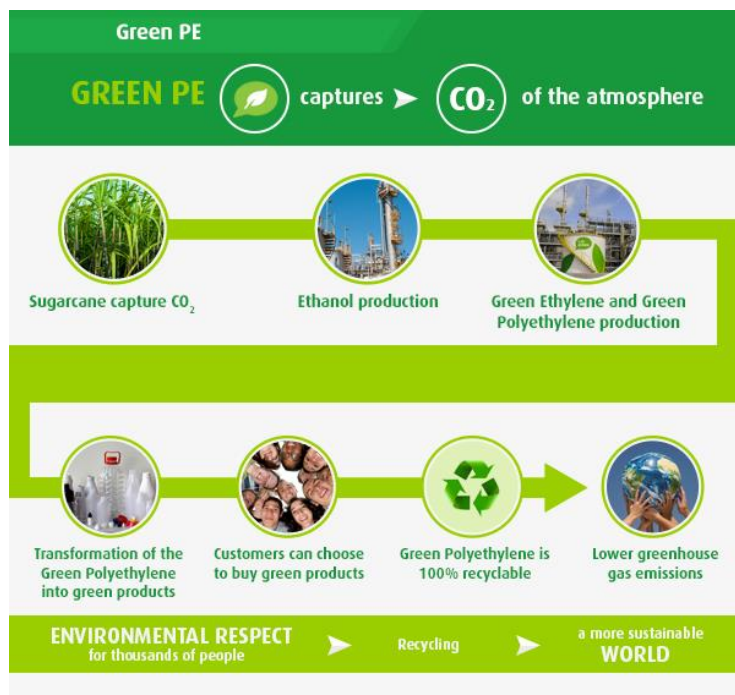 Green PE
GREEN PE captures CO₂ of the atmosphere
Sugarcane capture CO₂
Ethanol production
Green Ethylene and Green
Polyethylene production
Transformation of the
Green Polyethylene
into green products
Customers can choose
to buy green products
Green Polyethylene is
100% recyclable
Lower greenhouse
gas emissions
ENVIRONMENTAL RESPECT
for thousands of people
Recycling
a more sustainable
WORLD